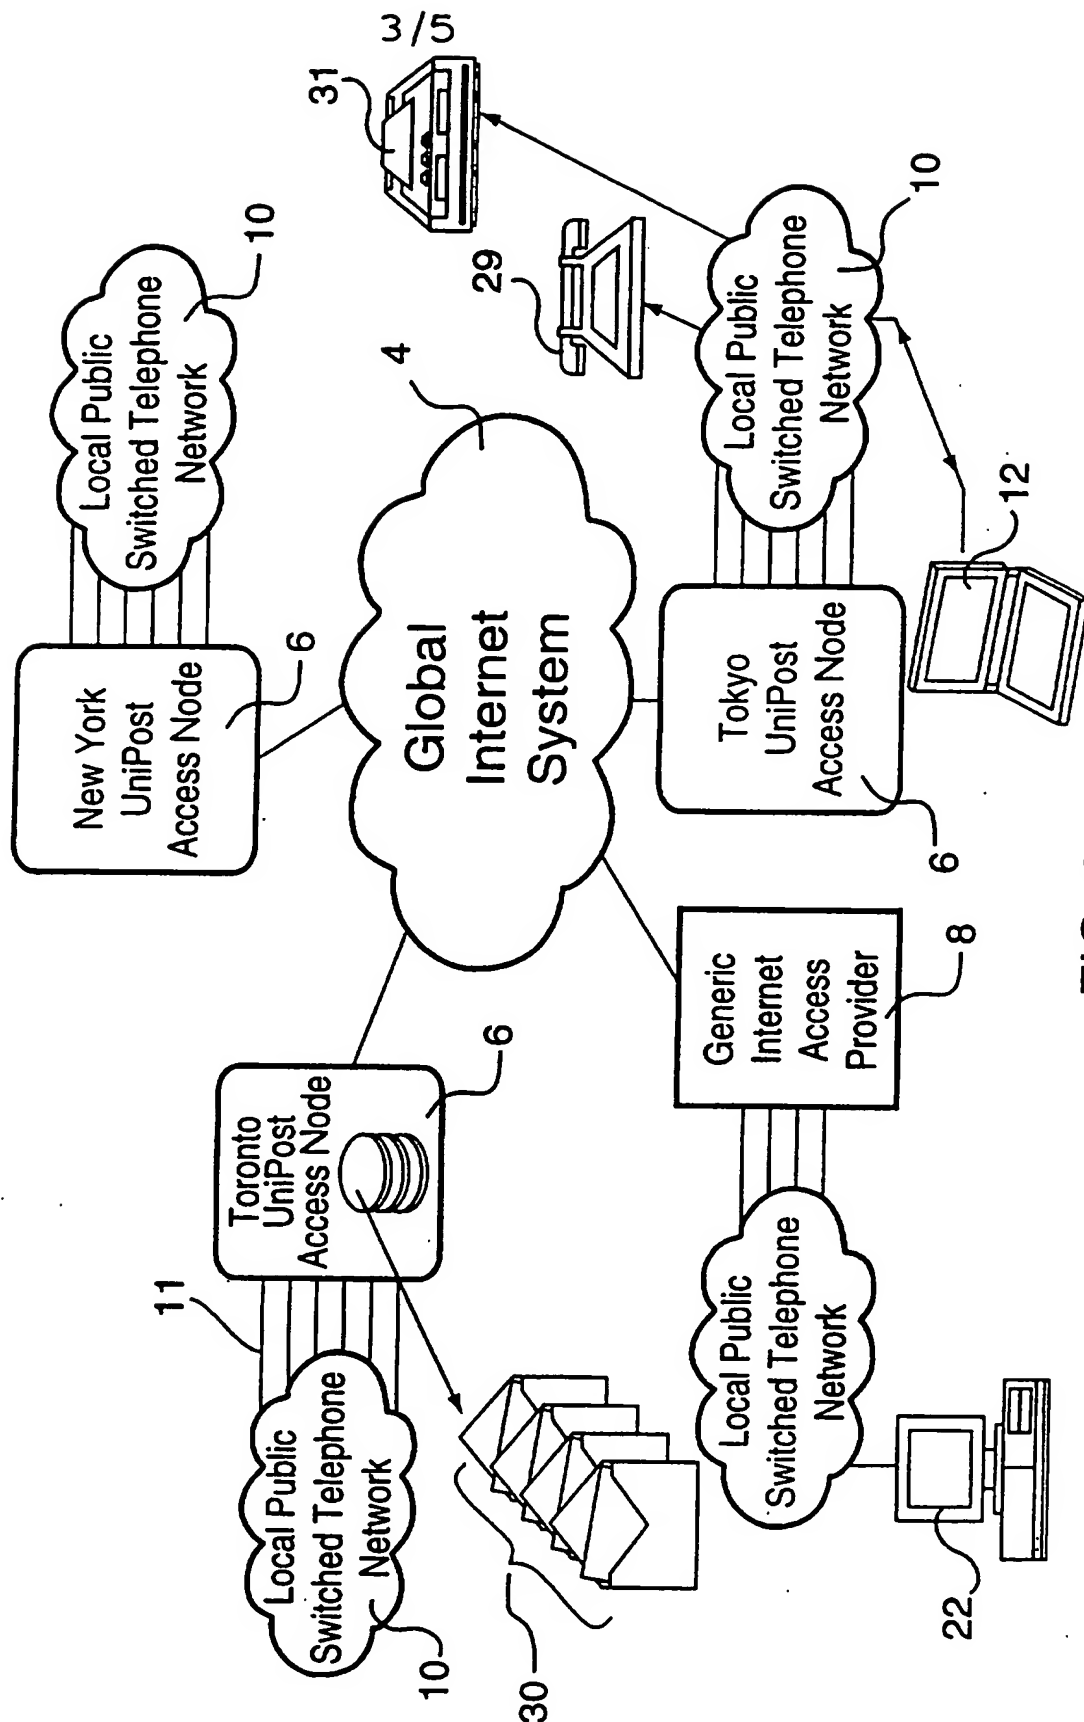 3/5
31
29
10
Local Public
Switched Telephone
Network
10
Local Public
Switched Telephone
Network
12
4
Global
Internet
System
New York
UniPost
Access Node
6
Tokyo
UniPost
Access Node
6
Toronto
UniPost
Access Node
6
Generic
Internet
Access
Provider
8
11
Local Public
Switched Telephone
Network
10
30
Local Public
Switched Telephone
Network
22